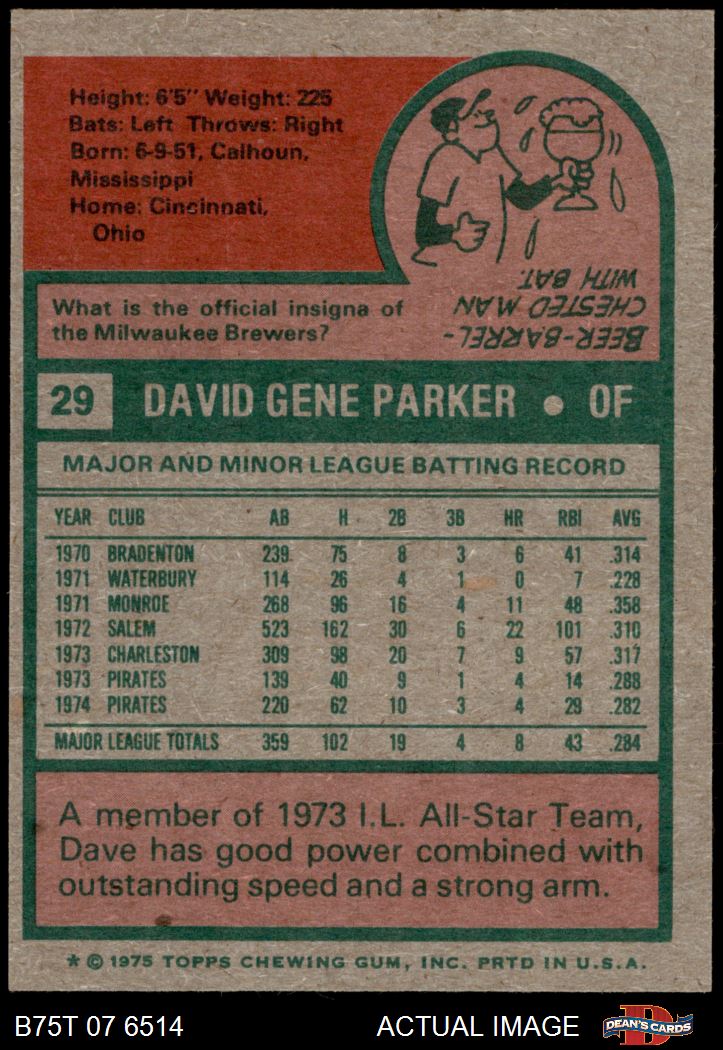 Height: 6'5" Weight: 225
Bats: Left Throws: Right
Born: 6-9-51, Calhoun,
Mississippi
Home: Cincinnati,
Ohio
What is the official insigna of
the Milwaukee Brewers?
BEER-BARREL-
CHESTED MAN
WITH BAT.
29 DAVID GENE PARKER • OF
MAJOR AND MINOR LEAGUE BATTING RECORD
YEAR CLUB AB H 2B 3B HR RBI AVG
1970 BRADENTON 239 75 8 3 6 41 .314
1971 WATERBURY 114 26 4 1 0 7 .228
1971 MONROE 268 96 16 4 11 48 .358
1972 SALEM 523 162 30 6 22 101 .310
1973 CHARLESTON 309 98 20 7 9 57 .317
1973 PIRATES 139 40 9 1 4 14 .288
1974 PIRATES 220 62 10 3 4 29 .282
MAJOR LEAGUE TOTALS 359 102 19 4 8 43 .284
A member of 1973 I.L. All-Star Team,
Dave has good power combined with
outstanding speed and a strong arm.
* © 1975 TOPPS CHEWING GUM, INC. PRTD IN U.S.A.
B75T 07 6514 ACTUAL IMAGE D DEAN'S CARDS